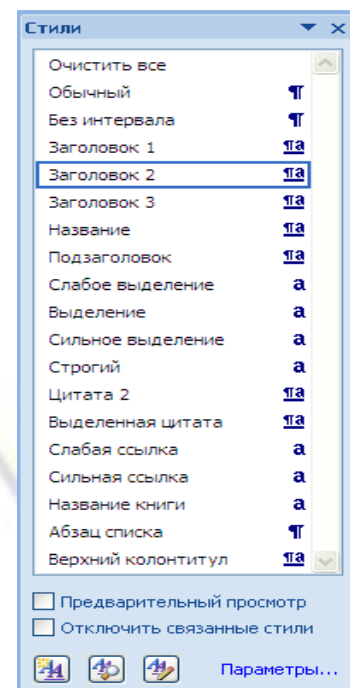 Стили
Очистить все
Обычный ¶
Без интервала ¶
Заголовок 1 ¶a
Заголовок 2 ¶a
Заголовок 3 ¶a
Название ¶a
Подзаголовок ¶a
Слабое выделение a
Выделение a
Сильное выделение a
Строгий a
Цитата 2 ¶a
Выделенная цитата ¶a
Слабая ссылка a
Сильная ссылка a
Название книги a
Абзац списка ¶
Верхний колонтитул ¶a
Предварительный просмотр
Отключить связанные стили
Параметры...